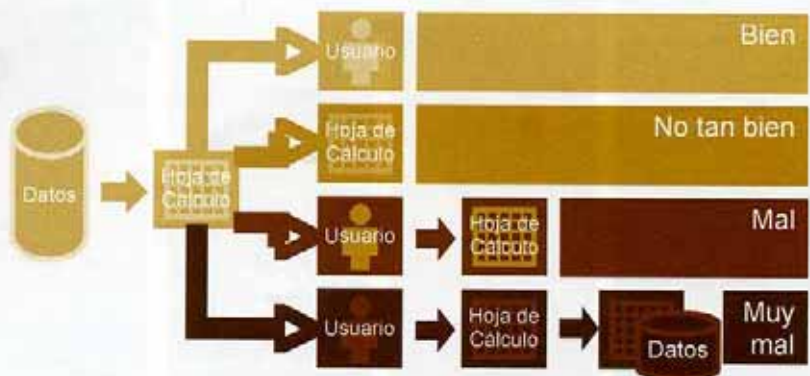 Datos
Hoja de
Cálculo
Usuario
Bien
Hoja de
Cálculo
No tan bien
Usuario
Hoja de
Cálculo
Mal
Usuario
Hoja de
Cálculo
Datos
Muy
mal